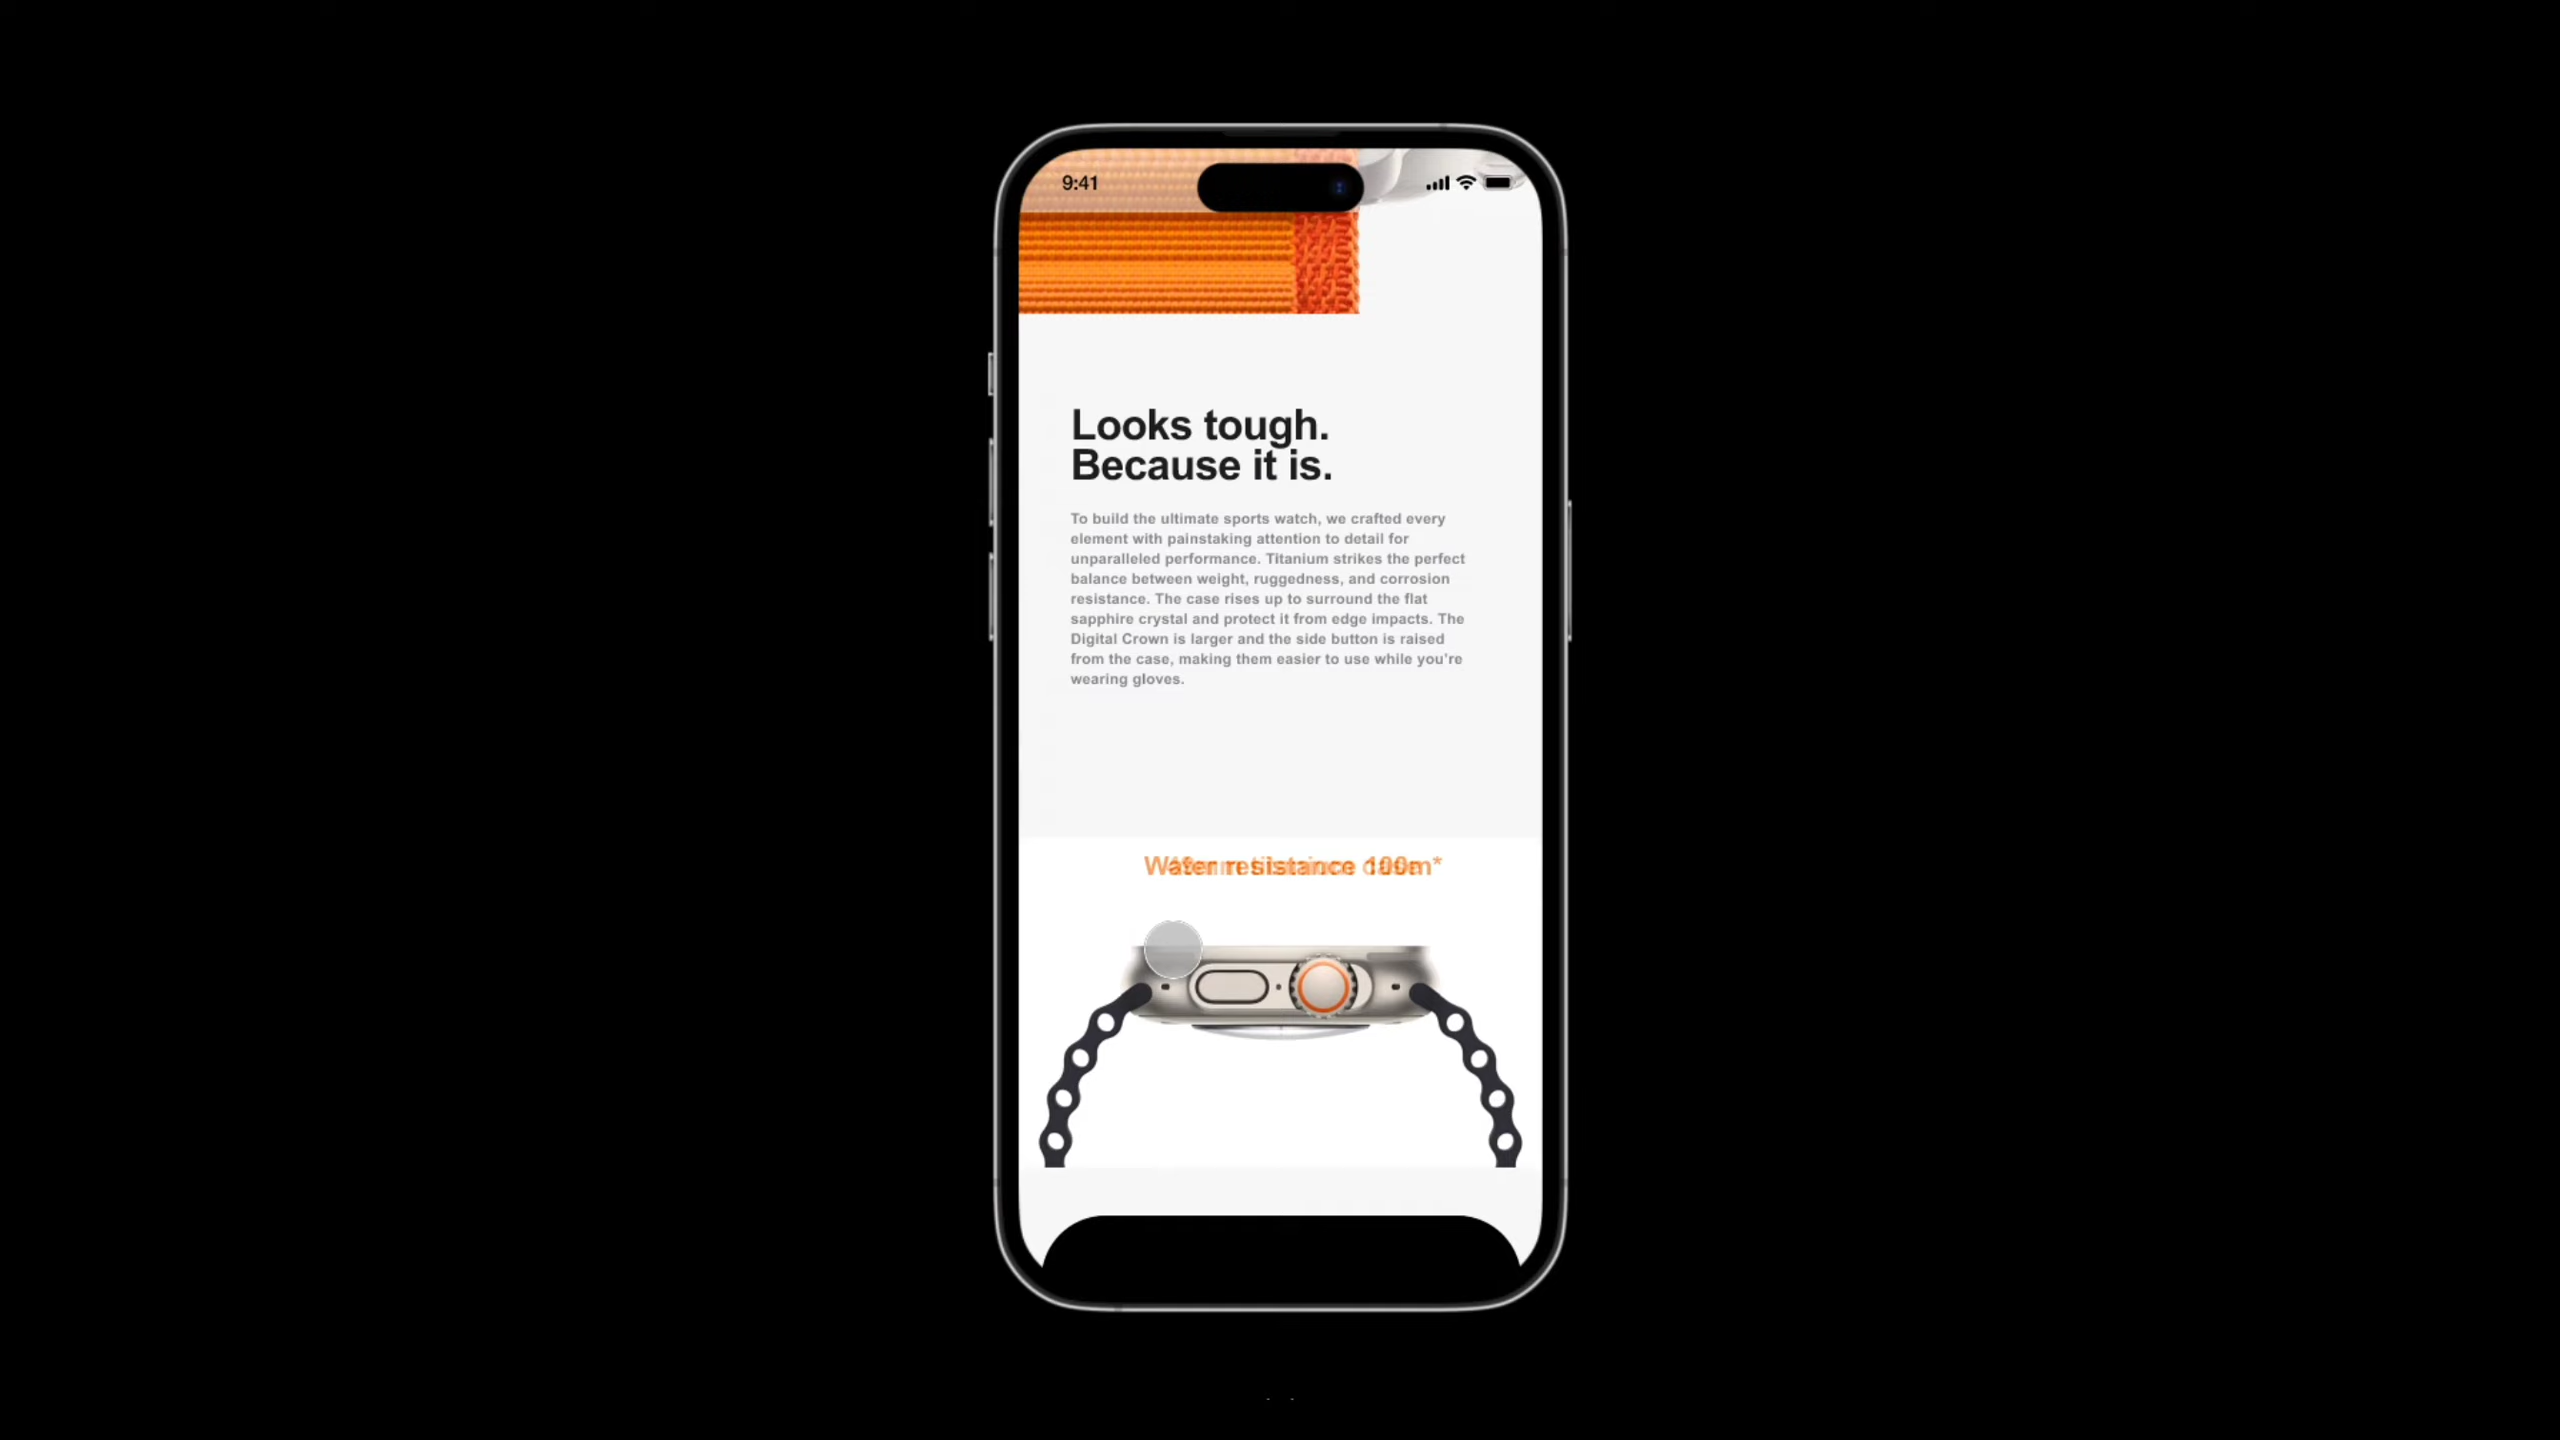 9:41
Looks tough.
Because it is.
To build the ultimate sports watch, we crafted every
element with painstaking attention to detail for
unparalleled performance. Titanium strikes the perfect
balance between weight, ruggedness, and corrosion
resistance. The case rises up to surround the flat
sapphire crystal and protect it from edge impacts. The
Digital Crown is larger and the side button is raised
from the case, making them easier to use while you're
wearing gloves.
Water resistance 100m*